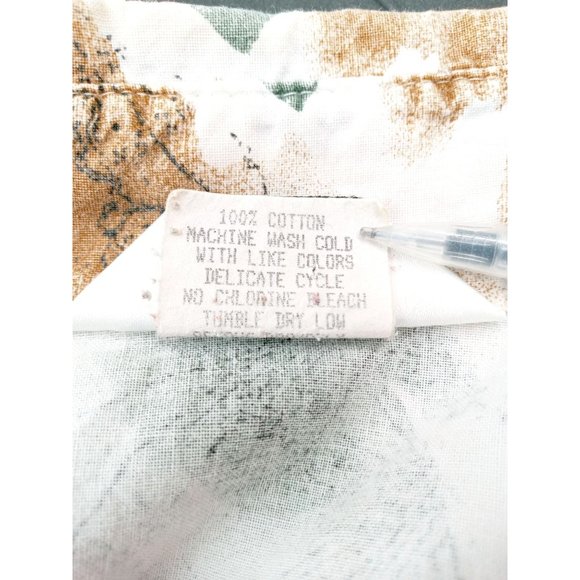 100% COTTON
MACHINE WASH COLD
WITH LIKE COLORS
DELICATE CYCLE
NO CHLORINE BLEACH
TUMBLE DRY LOW